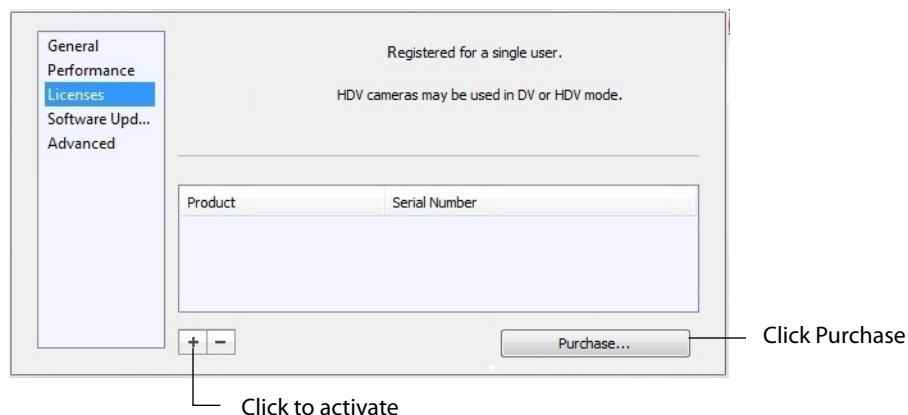 General
Performance
Licenses
Software Upd...
Advanced
Registered for a single user.
HDV cameras may be used in DV or HDV mode.
Product Serial Number
+ −
Purchase...
Click Purchase
Click to activate